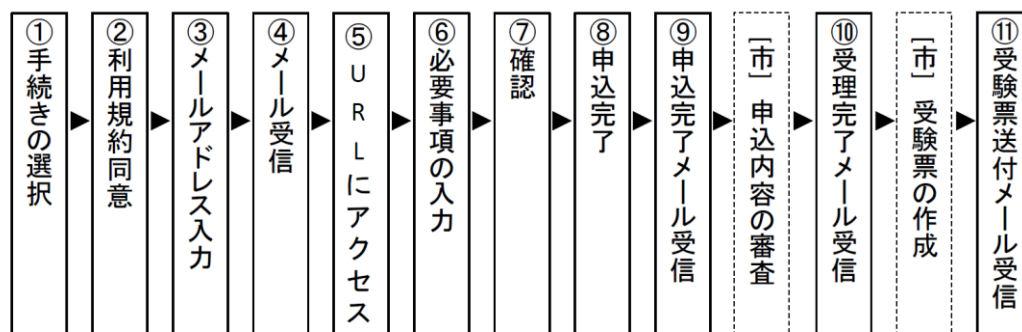 ①手続きの選択
②利用規約同意
③メールアドレス入力
④メール受信
⑤URLにアクセス
⑥必要事項の入力
⑦確認
⑧申込完了
⑨申込完了メール受信
［市］申込内容の審査
⑩受理完了メール受信
［市］受験票の作成
⑪受験票送付メール受信